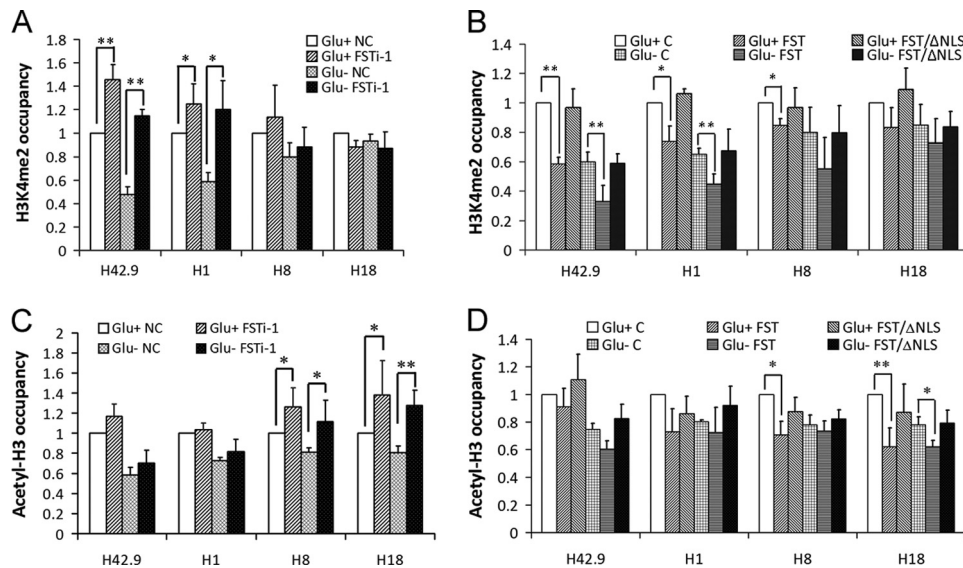 A
1.8
1.6
1.4
1.2
1
0.8
0.6
0.4
0.2
0
H3K4me2 occupancy
** ** * *
Glu+ NC
Glu+ FSTi-1
Glu- NC
Glu- FSTi-1
H42.9 H1 H8 H18
B
1.4
1.2
1
0.8
0.6
0.4
0.2
0
H3K4me2 occupancy
Glu+ C Glu+ FST Glu+ FST/ΔNLS
Glu- C Glu- FST Glu- FST/ΔNLS
** ** * ** *
H42.9 H1 H8 H18
C
2
1.8
1.6
1.4
1.2
1
0.8
0.6
0.4
0.2
0
Acetyl-H3 occupancy
Glu+ NC Glu+ FSTi-1
Glu- NC Glu- FSTi-1
* * * **
H42.9 H1 H8 H18
D
1.4
1.2
1
0.8
0.6
0.4
0.2
0
Acetyl-H3 occupancy
Glu+ C Glu+ FST Glu+ FST/ΔNLS
Glu- C Glu- FST Glu- FST/ΔNLS
* ** *
H42.9 H1 H8 H18